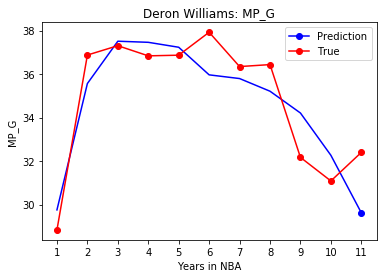 Deron Williams: MP_G
Prediction
True
38
36
34
32
30
MP_G
1 2 3 4 5 6 7 8 9 10 11
Years in NBA